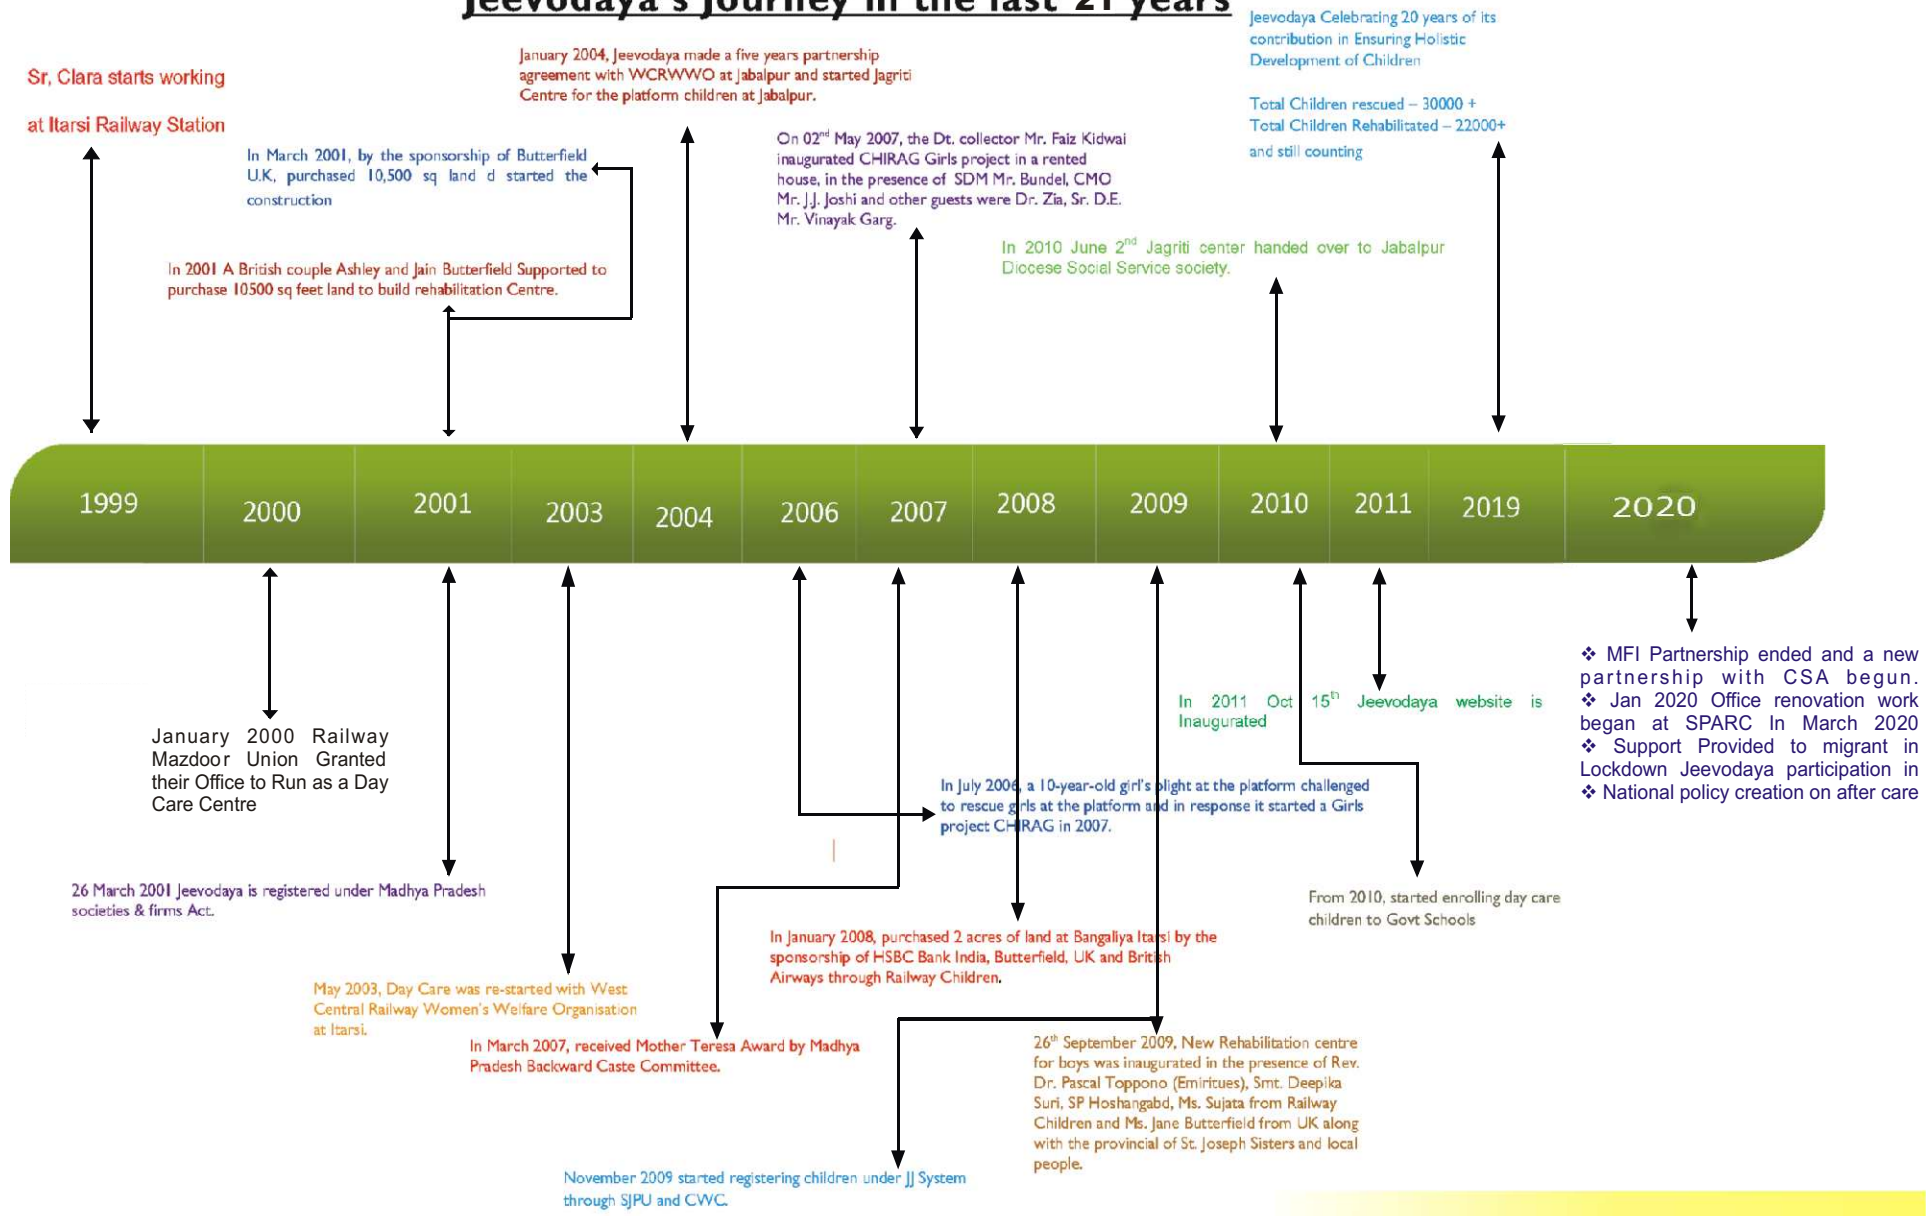 Jeevodaya's Journey in the last 21 years
Sr, Clara starts working
at Itarsi Railway Station
In March 2001, by the sponsorship of Butterfield
U.K, purchased 10,500 sq land d started the
construction
In 2001 A British couple Ashley and Jain Butterfield Supported to
purchase 10500 sq feet land to build rehabilitation Centre.
January 2004, Jeevodaya made a five years partnership
agreement with WCRWWO at Jabalpur and started Jagriti
Centre for the platform children at Jabalpur.
On 02nd May 2007, the Dt. collector Mr. Faiz Kidwai
inaugurated CHIRAG Girls project in a rented
house, in the presence of SDM Mr. Bundel, CMO
Mr. J.J. Joshi and other guests were Dr. Zia, Sr. D.E.
Mr. Vinayak Garg.
In 2010 June 2nd Jagriti center handed over to Jabalpur
Diocese Social Service society.
Jeevodaya Celebrating 20 years of its
contribution in Ensuring Holistic
Development of Children
Total Children rescued – 30000 +
Total Children Rehabilitated – 22000+
and still counting
1999
2000
2001
2003
2004
2006
2007
2008
2009
2010
2011
2019
2020
January 2000 Railway
Mazdoor Union Granted
their Office to Run as a Day
Care Centre
26 March 2001 Jeevodaya is registered under Madhya Pradesh
societies & firms Act.
May 2003, Day Care was re-started with West
Central Railway Women's Welfare Organisation
at Itarsi.
In March 2007, received Mother Teresa Award by Madhya
Pradesh Backward Caste Committee.
In July 2006, a 10-year-old girl's plight at the platform challenged
to rescue girls at the platform and in response it started a Girls
project CHIRAG in 2007.
In January 2008, purchased 2 acres of land at Bangaliya Itarsi by the
sponsorship of HSBC Bank India, Butterfield, UK and British
Airways through Railway Children.
November 2009 started registering children under JJ System
through SJPU and CWC.
26th September 2009, New Rehabilitation centre
for boys was inaugurated in the presence of Rev.
Dr. Pascal Toppono (Emiritues), Smt. Deepika
Suri, SP Hoshangabd, Ms. Sujata from Railway
Children and Ms. Jane Butterfield from UK along
with the provincial of St. Joseph Sisters and local
people.
In 2011 Oct 15th Jeevodaya website is
Inaugurated
From 2010, started enrolling day care
children to Govt Schools
❖ MFI Partnership ended and a new
partnership with CSA begun.
❖ Jan 2020 Office renovation work
began at SPARC In March 2020
❖ Support Provided to migrant in
Lockdown Jeevodaya participation in
❖ National policy creation on after care